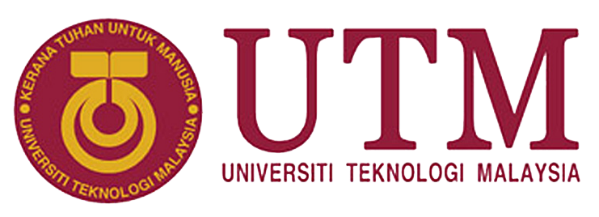 KERANA TUHAN UNTUK MANUSIA
UNIVERSITI TEKNOLOGI MALAYSIA
UTM
UNIVERSITI TEKNOLOGI MALAYSIA